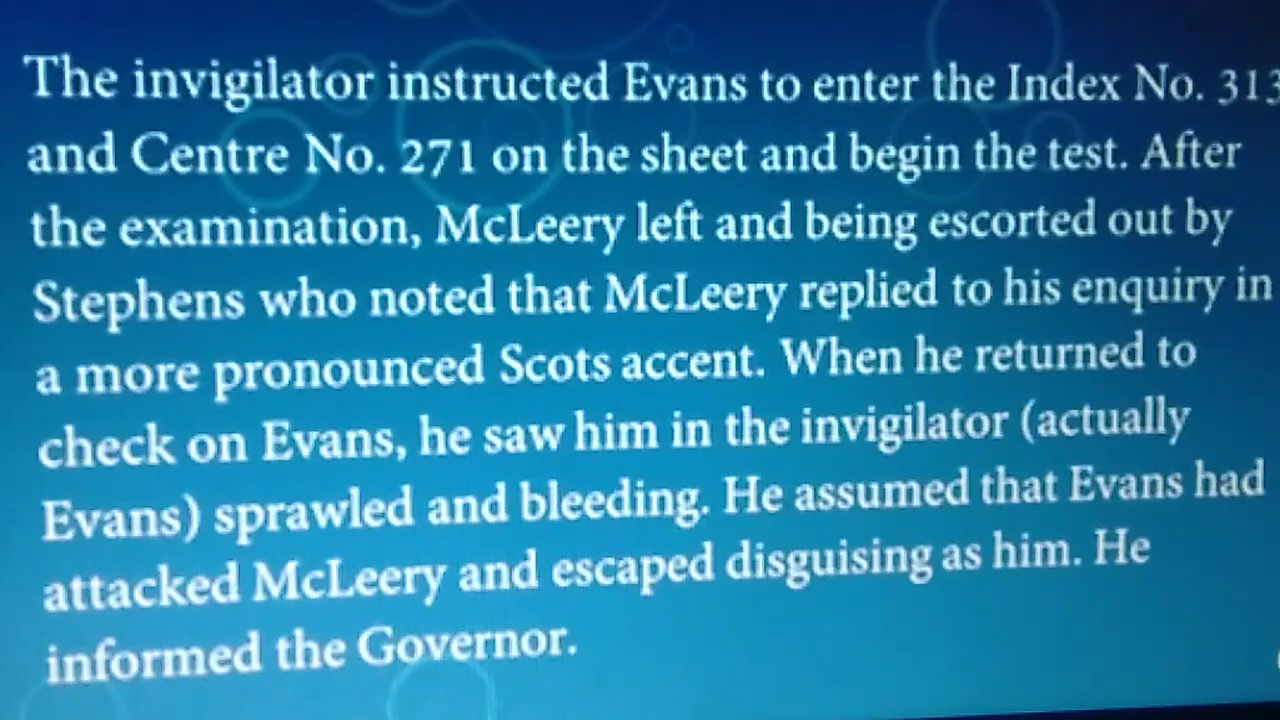 The invigilator instructed Evans to enter the Index No. 313
and Centre No. 271 on the sheet and begin the test. After
the examination, McLeery left and being escorted out by
Stephens who noted that McLeery replied to his enquiry in
a more pronounced Scots accent. When he returned to
check on Evans, he saw him in the invigilator (actually
Evans) sprawled and bleeding. He assumed that Evans had
attacked McLeery and escaped disguising as him. He
informed the Governor.